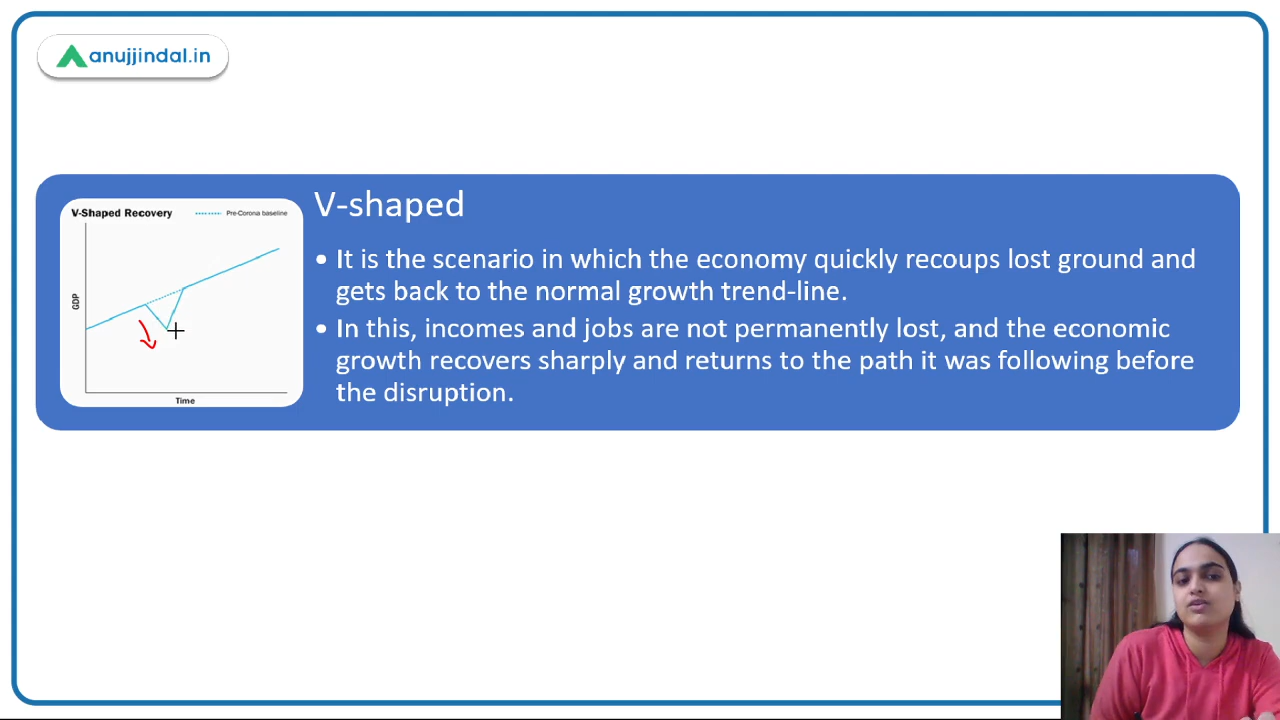 anujjindal.in
V-shaped
V-Shaped Recovery
Pre-Corona baseline
GDP
Time
• It is the scenario in which the economy quickly recoups lost ground and
gets back to the normal growth trend-line.
• In this, incomes and jobs are not permanently lost, and the economic
growth recovers sharply and returns to the path it was following before
the disruption.